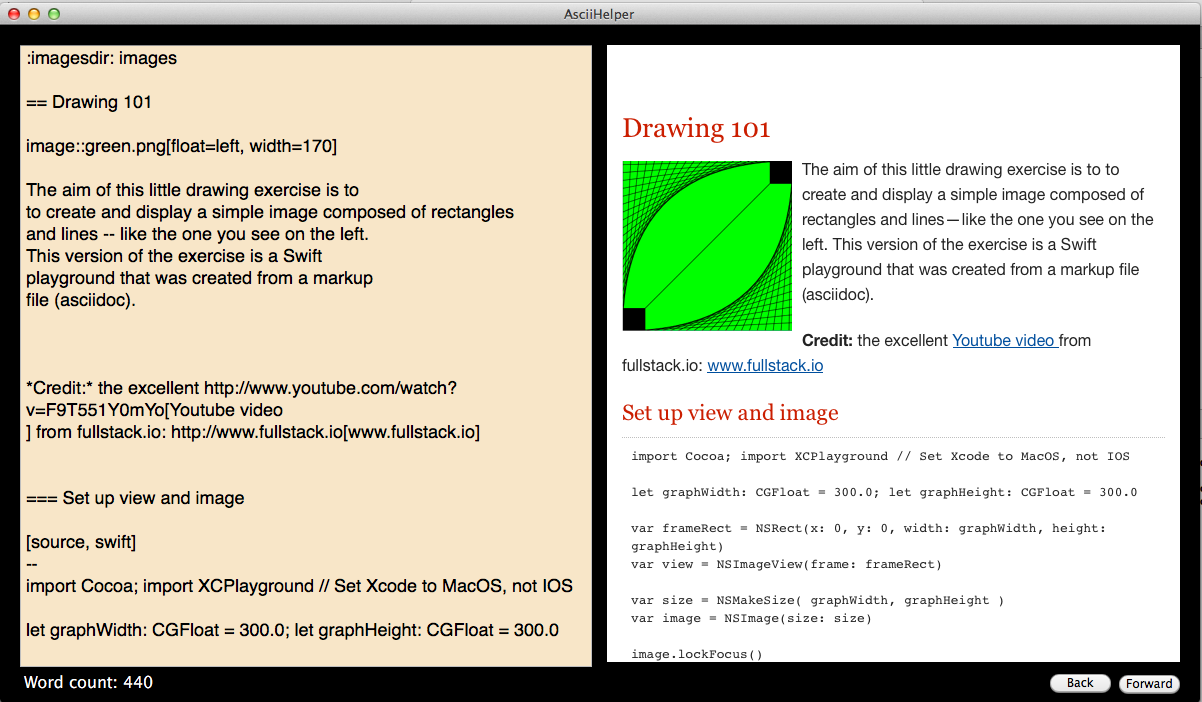 AsciiHelper
:imagesdir: images
== Drawing 101
image::green.png[float=left, width=170]
The aim of this little drawing exercise is to
to create and display a simple image composed of rectangles
and lines -- like the one you see on the left.
This version of the exercise is a Swift
playground that was created from a markup
file (asciidoc).
*Credit:* the excellent http://www.youtube.com/watch?
v=F9T551Y0mYo[Youtube video
] from fullstack.io: http://www.fullstack.io[www.fullstack.io]
=== Set up view and image
[source, swift]
--
import Cocoa; import XCPlayground // Set Xcode to MacOS, not IOS
let graphWidth: CGFloat = 300.0; let graphHeight: CGFloat = 300.0
Word count: 440
Drawing 101
The aim of this little drawing exercise is to to
create and display a simple image composed of
rectangles and lines—like the one you see on the
left. This version of the exercise is a Swift
playground that was created from a markup file
(asciidoc).
Credit: the excellent Youtube video from
fullstack.io: www.fullstack.io
Set up view and image
import Cocoa; import XCPlayground // Set Xcode to MacOS, not IOS
let graphWidth: CGFloat = 300.0; let graphHeight: CGFloat = 300.0
var frameRect = NSRect(x: 0, y: 0, width: graphWidth, height:
graphHeight)
var view = NSImageView(frame: frameRect)
var size = NSMakeSize( graphWidth, graphHeight )
var image = NSImage(size: size)
image.lockFocus()
Back
Forward